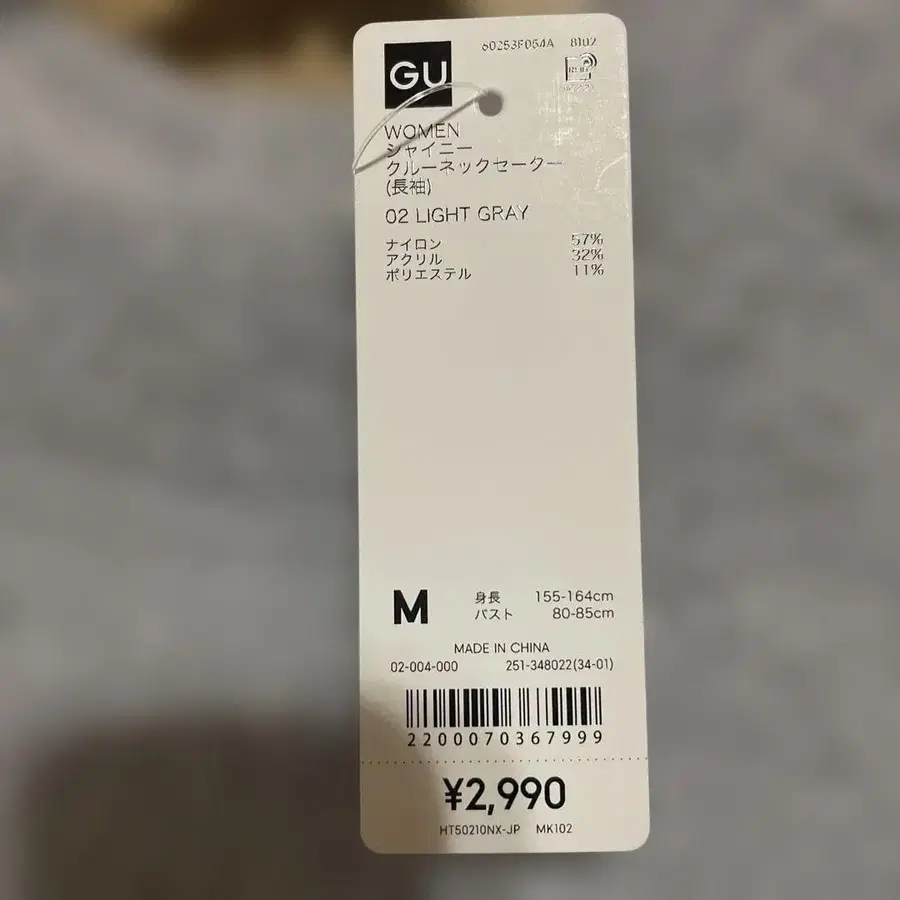 GU
60253F054A 8102
RFID
WOMEN
シャイニー
クルーネックセーター
(長袖)
02 LIGHT GRAY
ナイロン 57%
アクリル 32%
ポリエステル 11%
M
身長 155-164cm
バスト 80-85cm
MADE IN CHINA
02-004-000 251-348022(34-01)
2200070367999
¥2,990
HT50210NX-JP MK102